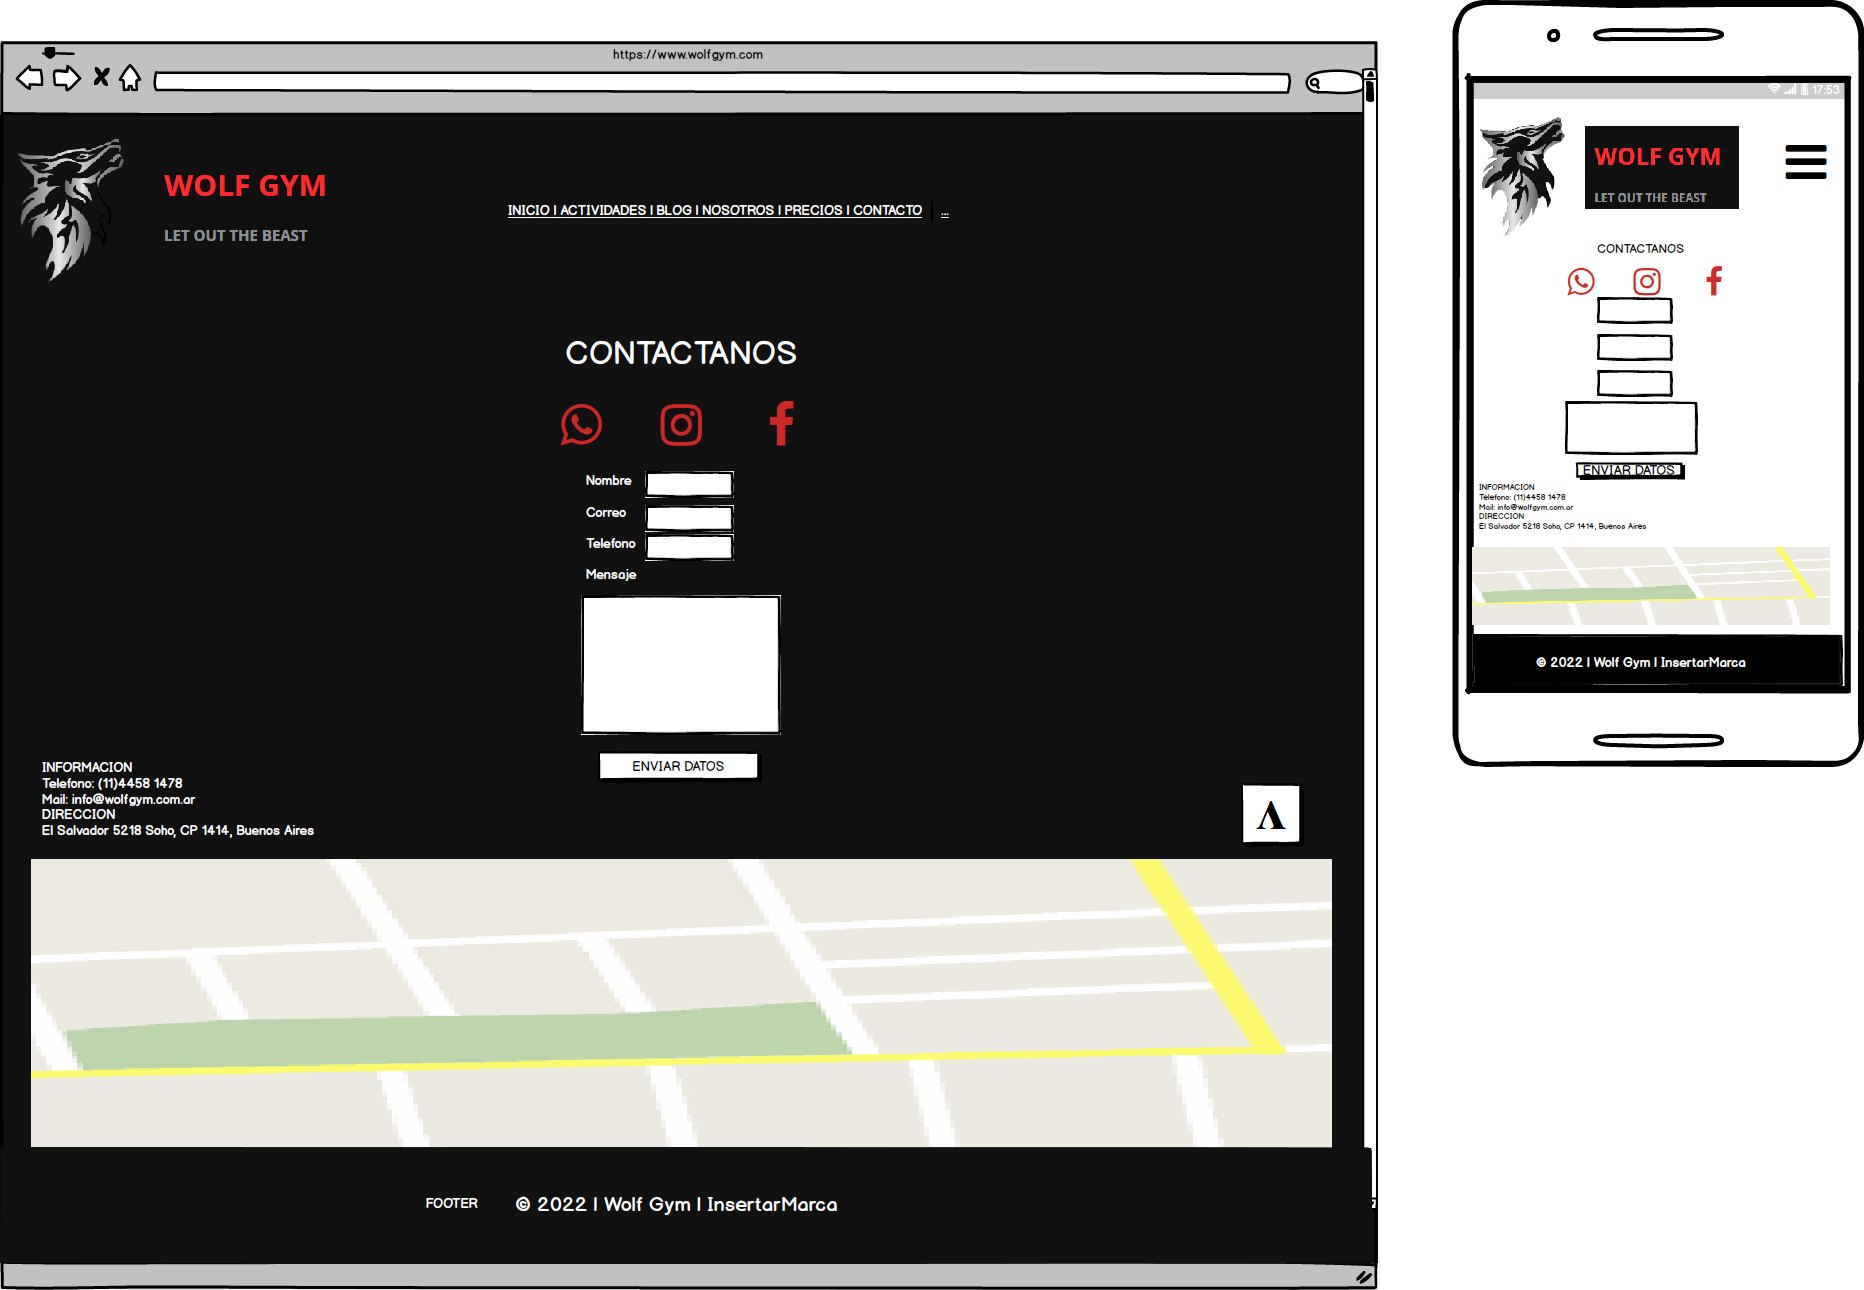 https://www.wolfgym.com
WOLF GYM
LET OUT THE BEAST
INICIO | ACTIVIDADES | BLOG | NOSOTROS | PRECIOS | CONTACTO ...
CONTACTANOS
Nombre
Correo
Telefono
Mensaje
ENVIAR DATOS
INFORMACION
Telefono: (11)4458 1478
Mail: info@wolfgym.com.ar
DIRECCION
El Salvador 5218 Soho, CP 1414, Buenos Aires
Λ
FOOTER © 2022 | Wolf Gym | InsertarMarca
17:53
WOLF GYM
LET OUT THE BEAST
CONTACTANOS
ENVIAR DATOS
INFORMACION
Telefono: (11)4458 1478
Mail: info@wolfgym.com.ar
DIRECCION
El Salvador 5218 Soho, CP 1414, Buenos Aires
© 2022 | Wolf Gym | InsertarMarca